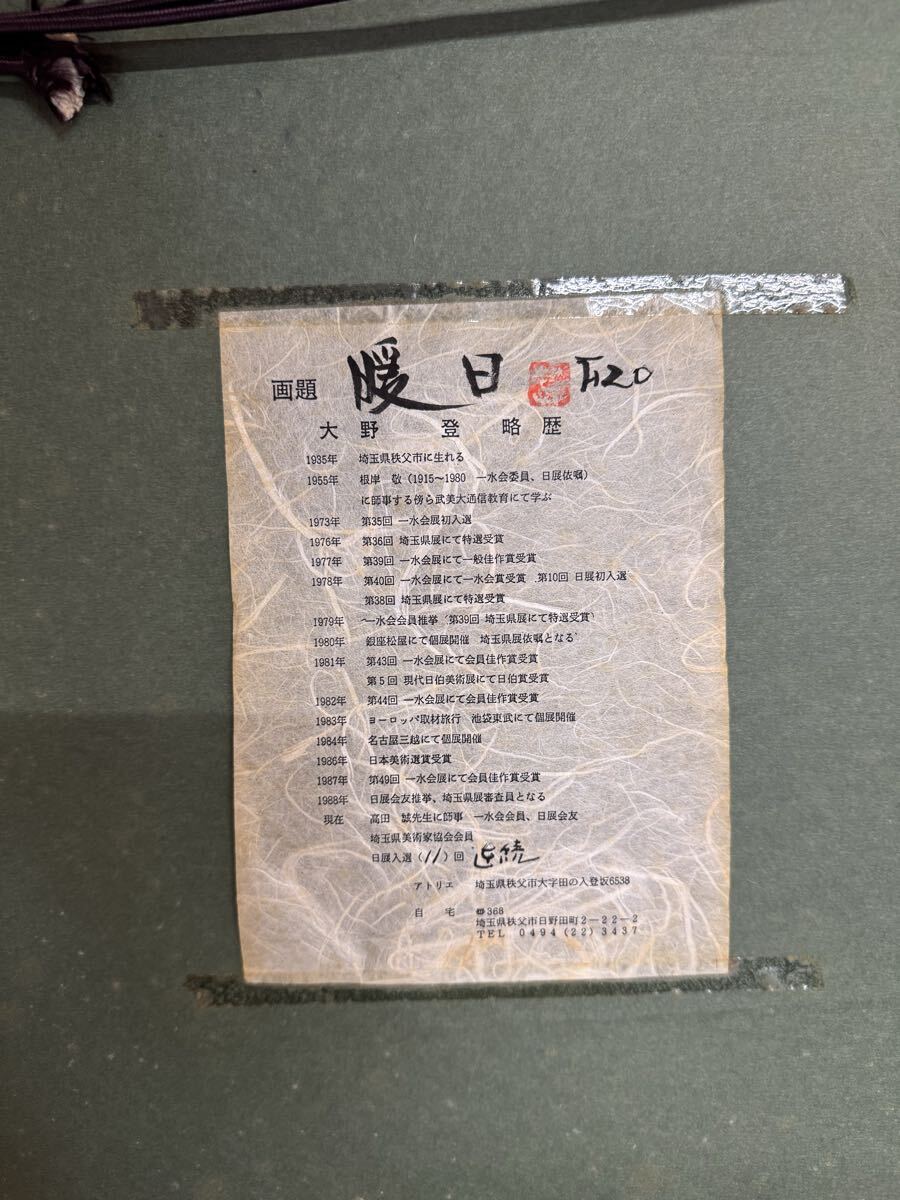 画題 暖日 F20
大野 登 略歴
1935年 埼玉県秩父市に生れる
1955年 根岸 敬(1915〜1980 一水会委員、日展依嘱)
に師事する傍ら武美大通信教育にて学ぶ
1973年 第35回 一水会展初入選
1976年 第36回 埼玉県展にて特選受賞
1977年 第39回 一水会展にて一般佳作賞受賞
1978年 第40回 一水会展にて一水会賞受賞 第10回 日展初入選
第38回 埼玉県展にて特選受賞
1979年 一水会会員推挙 第39回 埼玉県展にて特選受賞
1980年 銀座松屋にて個展開催 埼玉県展依嘱となる
1981年 第43回 一水会展にて会員佳作賞受賞
第5回 現代日伯美術展にて日伯賞受賞
1982年 第44回 一水会展にて会員佳作賞受賞
1983年 ヨーロッパ取材旅行 池袋東武にて個展開催
1984年 名古屋三越にて個展開催
1986年 日本美術選賞受賞
1987年 第49回 一水会展にて会員佳作賞受賞
1988年 日展会友推挙、埼玉県展審査員となる
現在 高田 誠先生に師事 一水会会員、日展会友
埼玉県美術家協会会員
日展入選(11)回 連続
アトリエ 埼玉県秩父市大字田の入登坂6538
自宅 〒368
埼玉県秩父市日野田町2-22-2
TEL 0494(22)3437